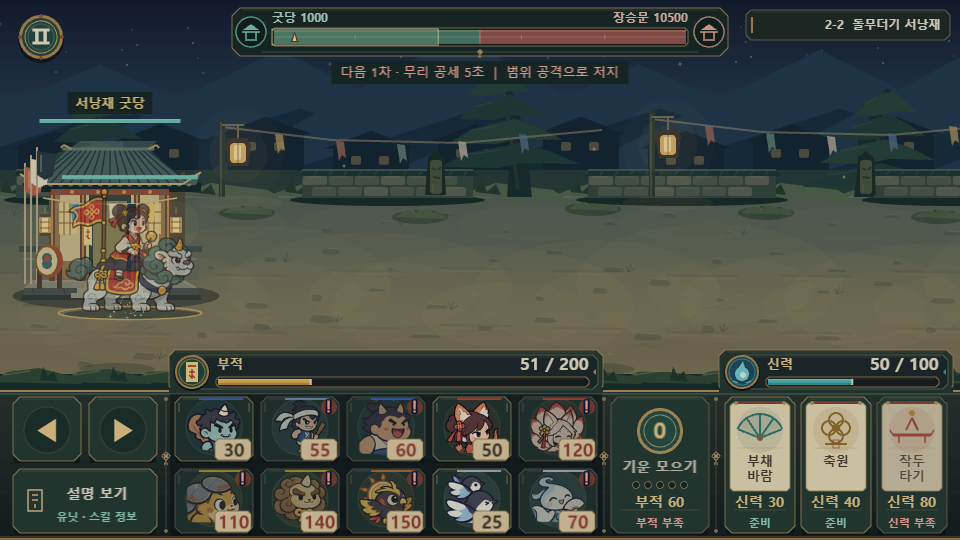 굿당 1000
장승문 10500
2-2 돌무더기 서낭재
다음 1차 · 무리 공세 5초 | 범위 공격으로 저지
서낭재 굿당
부적
51 / 200
신력
50 / 100
30
55
60
50
120
110
140
150
25
70
설명 보기
유닛 · 스킬 정보
0
기운 모으기
부적 60
부적 부족
부채
바람
신력 30
준비
축원
신력 40
준비
작두
타기
신력 80
신력 부족